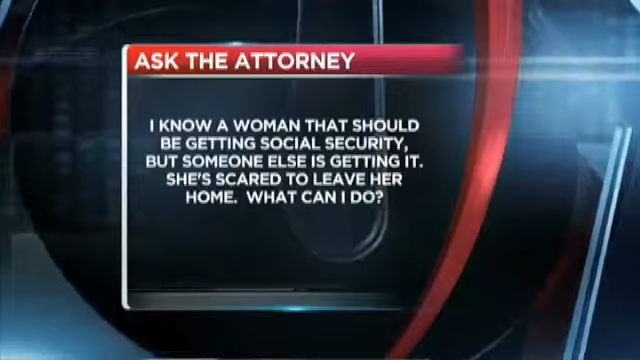 ASK THE ATTORNEY
I KNOW A WOMAN THAT SHOULD
BE GETTING SOCIAL SECURITY,
BUT SOMEONE ELSE IS GETTING IT.
SHE'S SCARED TO LEAVE HER
HOME. WHAT CAN I DO?